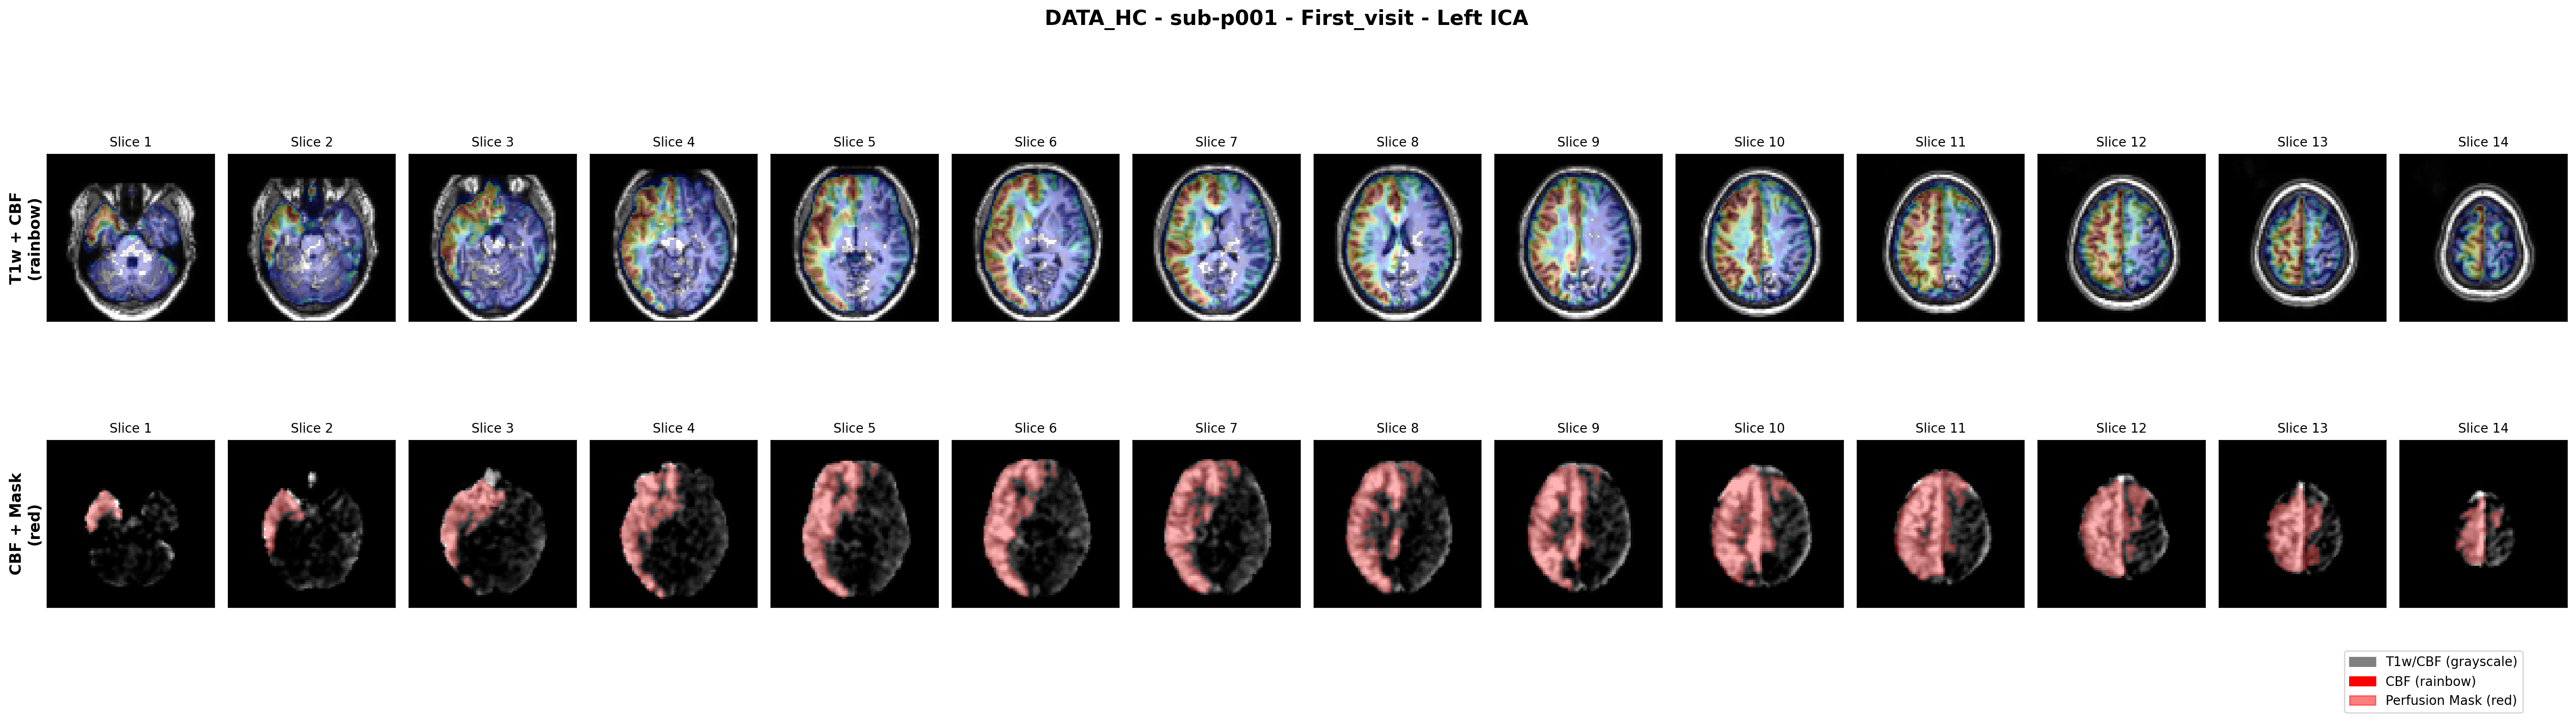 DATA_HC - sub-p001 - First_visit - Left ICA
Slice 1 Slice 2 Slice 3 Slice 4 Slice 5 Slice 6 Slice 7 Slice 8 Slice 9 Slice 10 Slice 11 Slice 12 Slice 13 Slice 14
T1w + CBF
(rainbow)
Slice 1 Slice 2 Slice 3 Slice 4 Slice 5 Slice 6 Slice 7 Slice 8 Slice 9 Slice 10 Slice 11 Slice 12 Slice 13 Slice 14
CBF + Mask
(red)
T1w/CBF (grayscale)
CBF (rainbow)
Perfusion Mask (red)